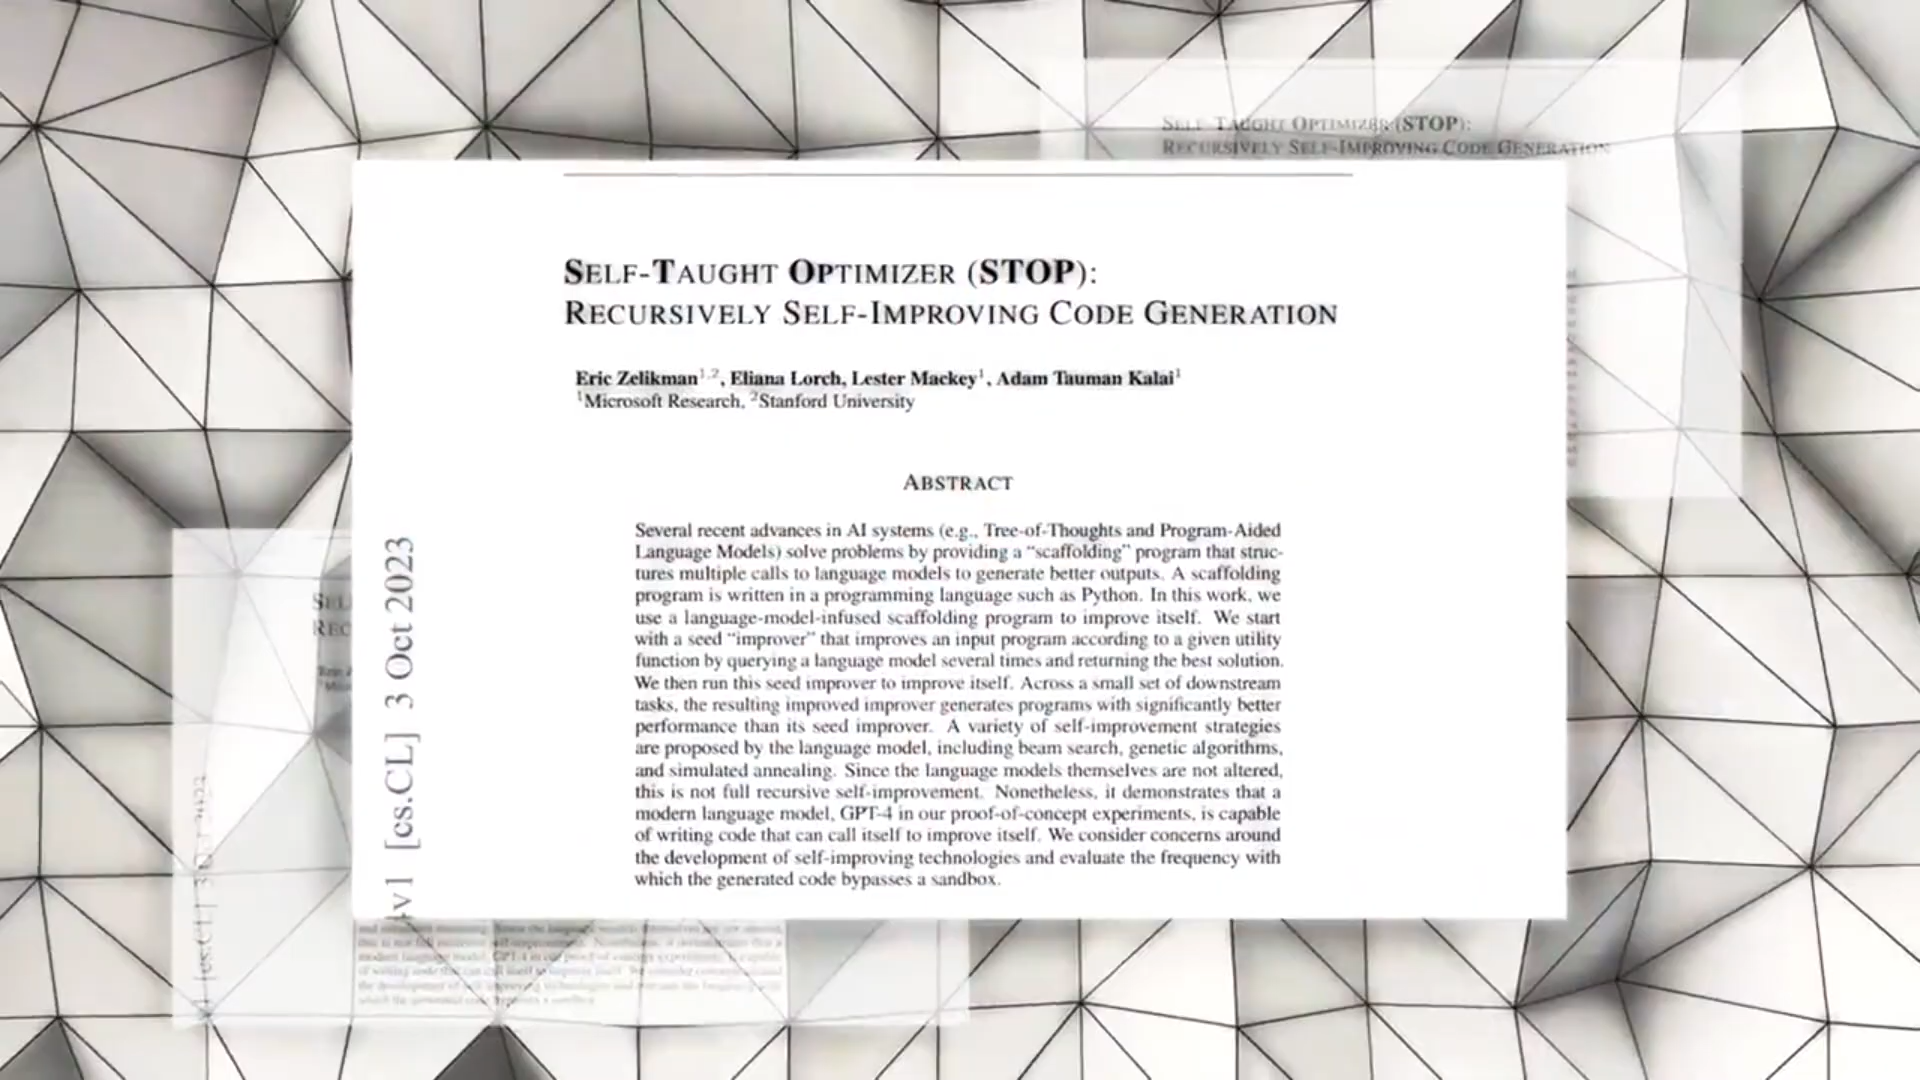 SELF-TAUGHT OPTIMIZER (STOP):
RECURSIVELY SELF-IMPROVING CODE GENERATION
SELF-TAUGHT OPTIMIZER (STOP):
RECURSIVELY SELF-IMPROVING CODE GENERATION
Eric Zelikman1,2, Eliana Lorch, Lester Mackey1, Adam Tauman Kalai1
1Microsoft Research, 2Stanford University
ABSTRACT
Several recent advances in AI systems (e.g., Tree-of-Thoughts and Program-Aided
Language Models) solve problems by providing a “scaffolding” program that struc-
tures multiple calls to language models to generate better outputs. A scaffolding
program is written in a programming language such as Python. In this work, we
use a language-model-infused scaffolding program to improve itself. We start
with a seed “improver” that improves an input program according to a given utility
function by querying a language model several times and returning the best solution.
We then run this seed improver to improve itself. Across a small set of downstream
tasks, the resulting improved improver generates programs with significantly better
performance than its seed improver. A variety of self-improvement strategies
are proposed by the language model, including beam search, genetic algorithms,
and simulated annealing. Since the language models themselves are not altered,
this is not full recursive self-improvement. Nonetheless, it demonstrates that a
modern language model, GPT-4 in our proof-of-concept experiments, is capable
of writing code that can call itself to improve itself. We consider concerns around
the development of self-improving technologies and evaluate the frequency with
which the generated code bypasses a sandbox.
v1 [cs.CL] 3 Oct 2023